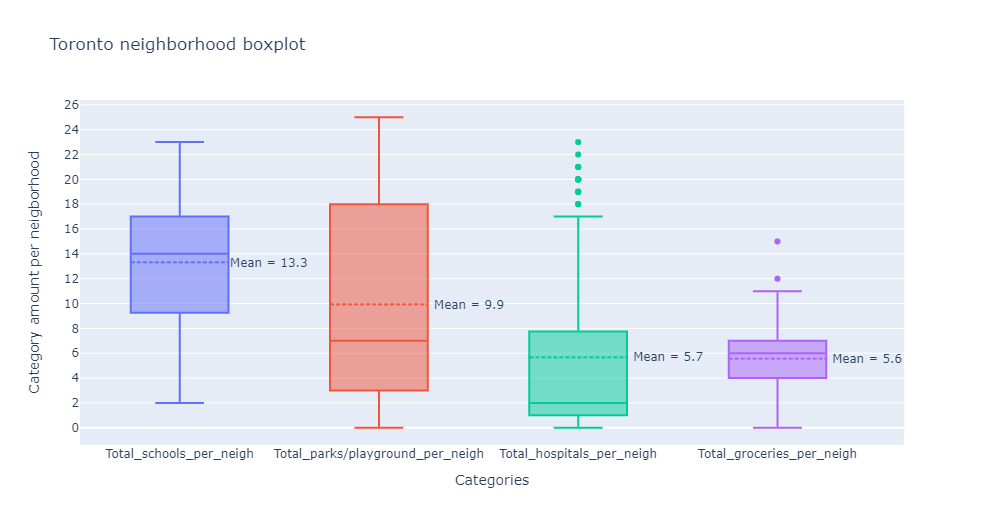 Toronto neighborhood boxplot
Category amount per neigborhood
26
24
22
20
18
16
14
12
10
8
6
4
2
0
Mean = 13.3
Mean = 9.9
Mean = 5.7
Mean = 5.6
Total_schools_per_neigh
Total_parks/playground_per_neigh
Total_hospitals_per_neigh
Total_groceries_per_neigh
Categories